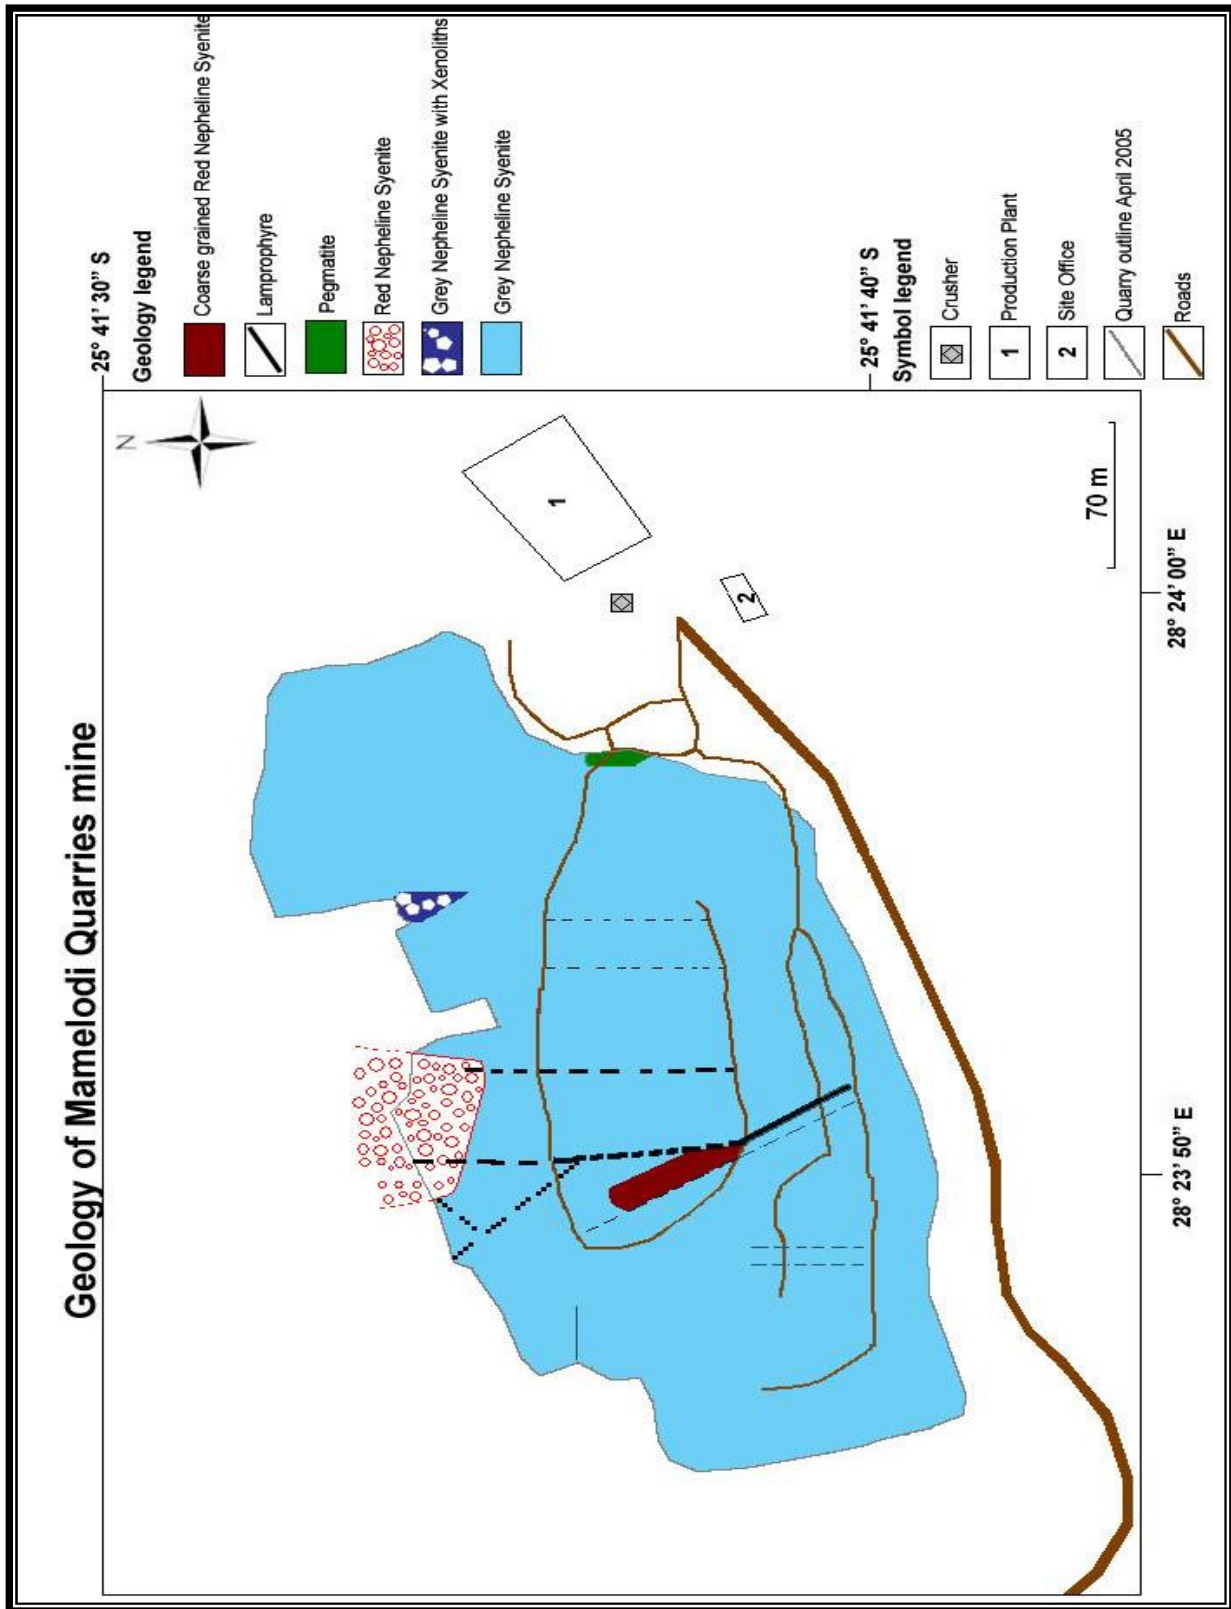 Geology of Mamelodi Quarries mine
N
25° 41' 30" S
25° 41' 40" S
28° 23' 50" E
28° 24' 00" E
70 m
1
2
Geology legend
Coarse grained Red Nepheline Syenite
Lamprophyre
Pegmatite
Red Nepheline Syenite
Grey Nepheline Syenite with Xenoliths
Grey Nepheline Syenite
Symbol legend
Crusher
1 Production Plant
2 Site Office
Quarry outline April 2005
Roads